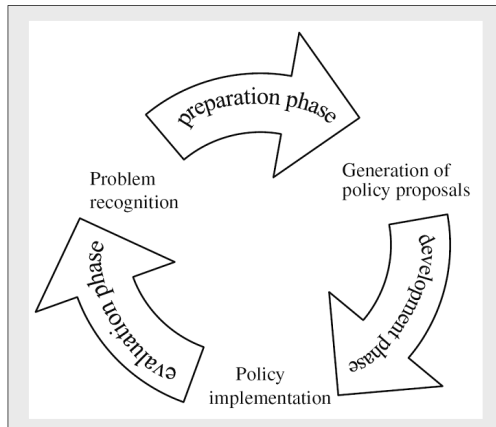 preparation phase
Problem
recognition
Generation of
policy proposals
development phase
evaluation phase
Policy
implementation